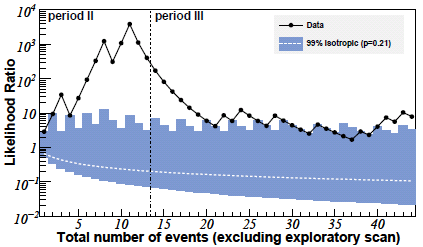 period II period III
Data
99% Isotropic (p=0.21)
Likelihood Ratio
10^4
10^3
10^2
10
1
10^-1
10^-2
5 10 15 20 25 30 35 40
Total number of events (excluding exploratory scan)